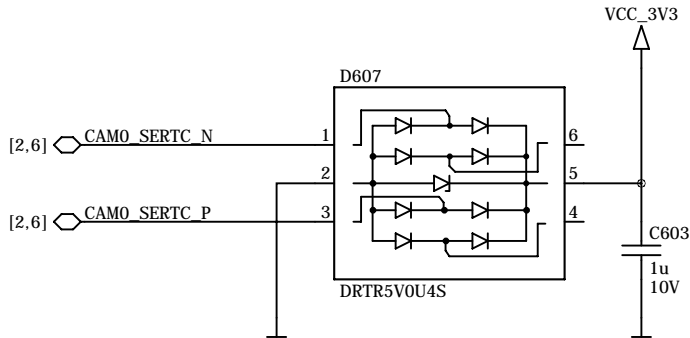 VCC_3V3
D607
[2,6] CAM0_SERTC_N 1 6
2 5
[2,6] CAM0_SERTC_P 3 4
C603
1u
10V
DRTR5V0U4S